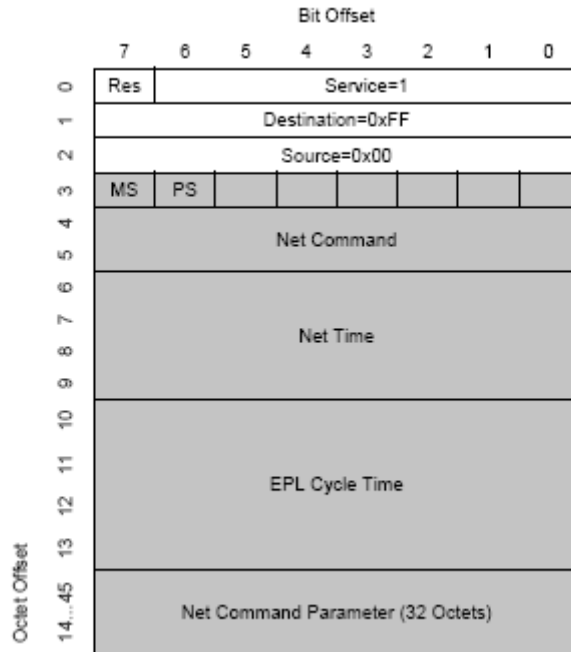 Bit Offset
7 6 5 4 3 2 1 0
0 Res Service=1
1 Destination=0xFF
2 Source=0x00
3 MS PS
4
Net Command
5
6
7
Net Time
8
9
10
11
EPL Cycle Time
12
13
14...45 Net Command Parameter (32 Octets)
Octet Offset